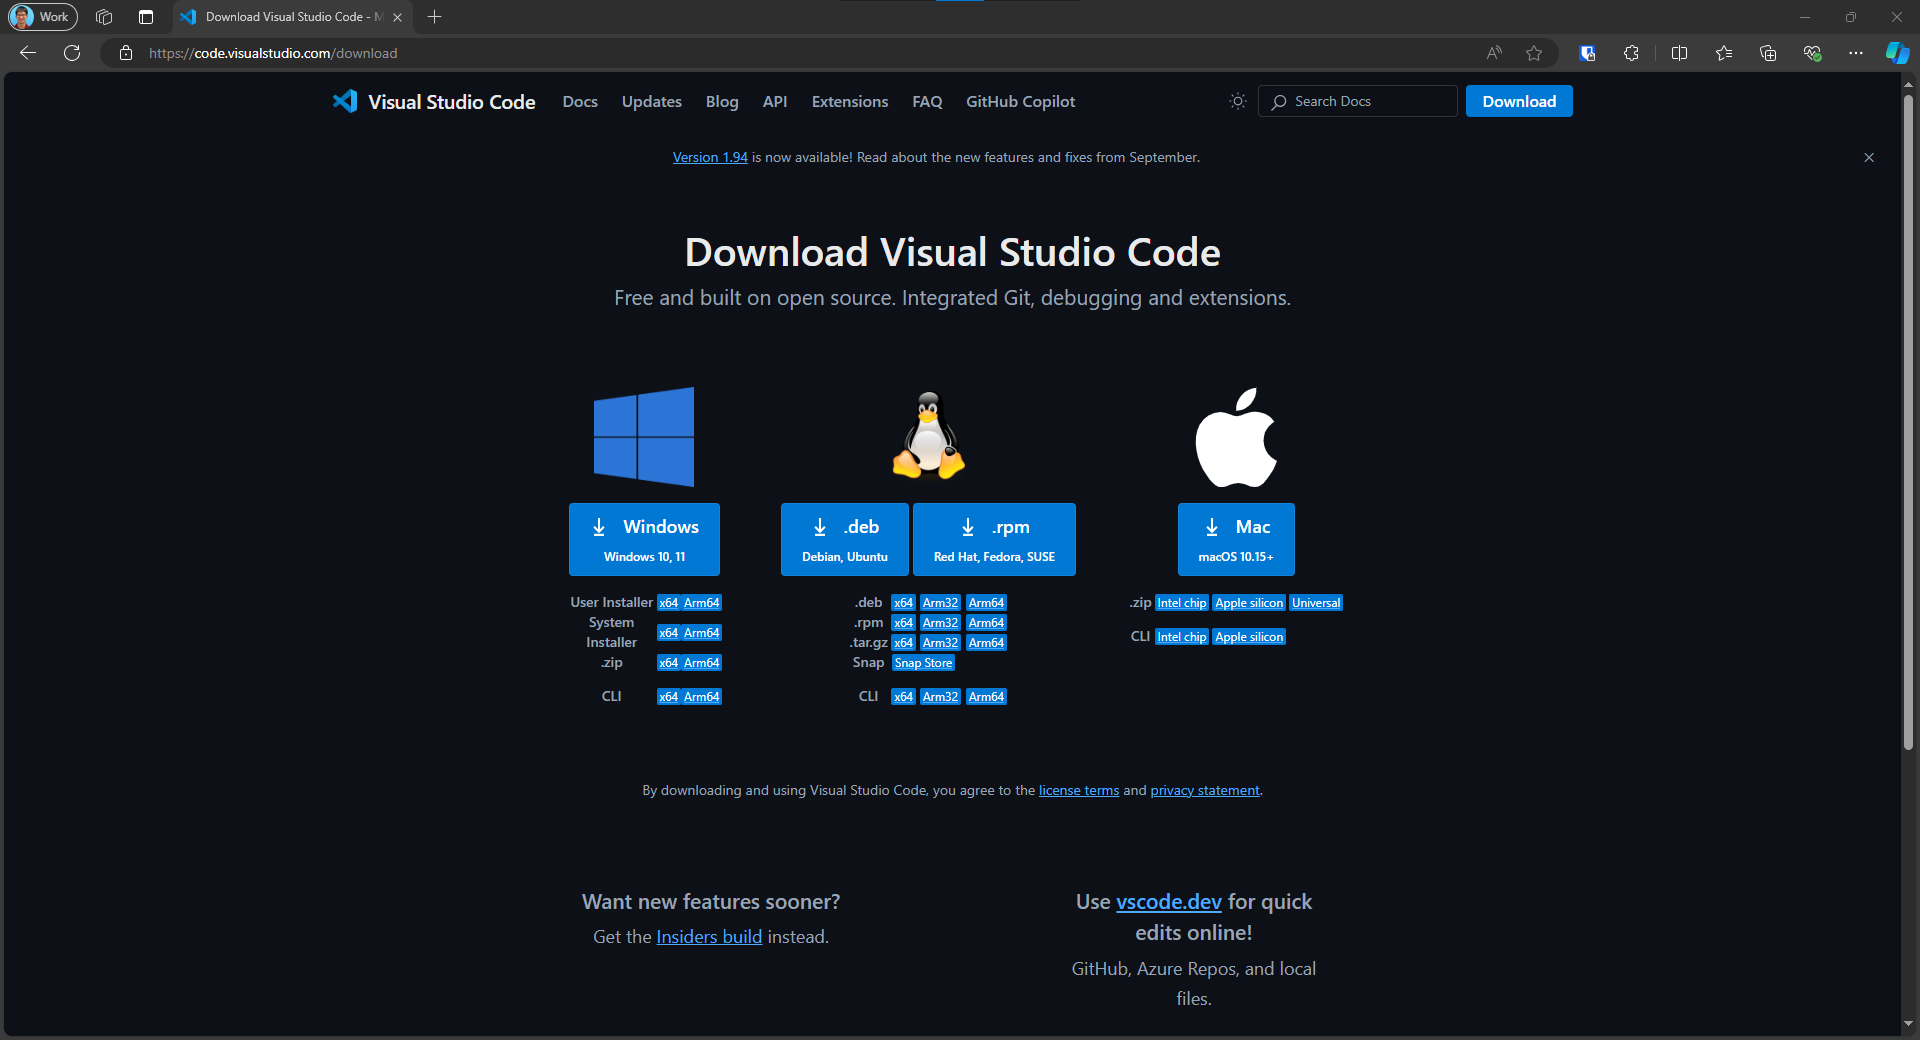 Work
Download Visual Studio Code - M
https://code.visualstudio.com/download
Visual Studio Code Docs Updates Blog API Extensions FAQ GitHub Copilot Search Docs Download
Version 1.94 is now available! Read about the new features and fixes from September.
Download Visual Studio Code
Free and built on open source. Integrated Git, debugging and extensions.
Windows
Windows 10, 11
User Installer x64 Arm64
System
Installer x64 Arm64
.zip x64 Arm64
CLI x64 Arm64
.deb
Debian, Ubuntu
.rpm
Red Hat, Fedora, SUSE
.deb x64 Arm32 Arm64
.rpm x64 Arm32 Arm64
.tar.gz x64 Arm32 Arm64
Snap Snap Store
CLI x64 Arm32 Arm64
Mac
macOS 10.15+
.zip Intel chip Apple silicon Universal
CLI Intel chip Apple silicon
By downloading and using Visual Studio Code, you agree to the license terms and privacy statement.
Want new features sooner?
Get the Insiders build instead.
Use vscode.dev for quick
edits online!
GitHub, Azure Repos, and local
files.